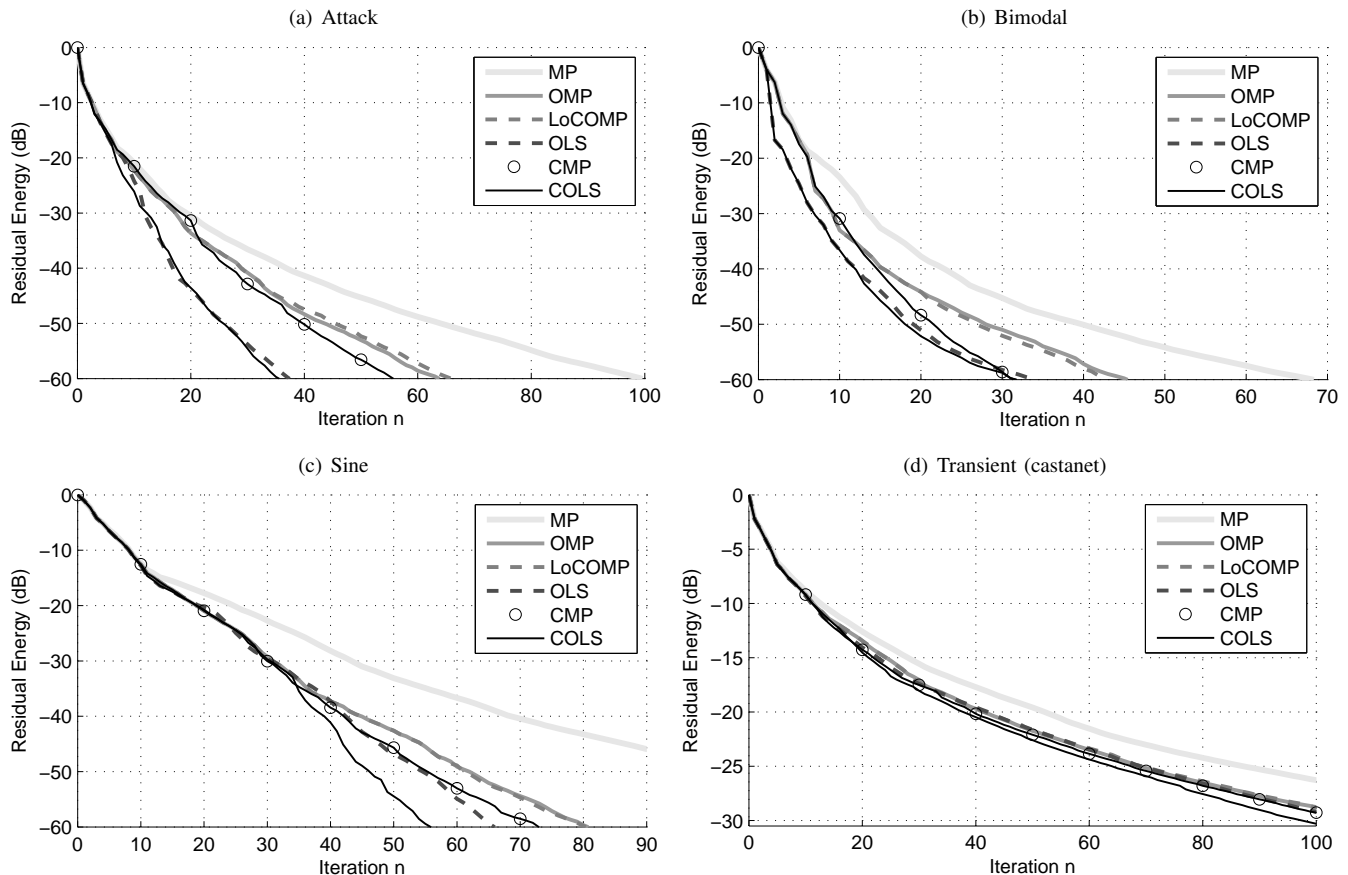 (a) Attack
0
−10
−20
−30
−40
−50
−60
0 20 40 60 80 100
Residual Energy (dB)
Iteration n
MP
OMP
LoCOMP
OLS
CMP
COLS
(b) Bimodal
0
−10
−20
−30
−40
−50
−60
0 10 20 30 40 50 60 70
Residual Energy (dB)
Iteration n
MP
OMP
LoCOMP
OLS
CMP
COLS
(c) Sine
0
−10
−20
−30
−40
−50
−60
0 10 20 30 40 50 60 70 80 90
Residual Energy (dB)
Iteration n
MP
OMP
LoCOMP
OLS
CMP
COLS
(d) Transient (castanet)
0
−5
−10
−15
−20
−25
−30
0 20 40 60 80 100
Residual Energy (dB)
Iteration n
MP
OMP
LoCOMP
OLS
CMP
COLS